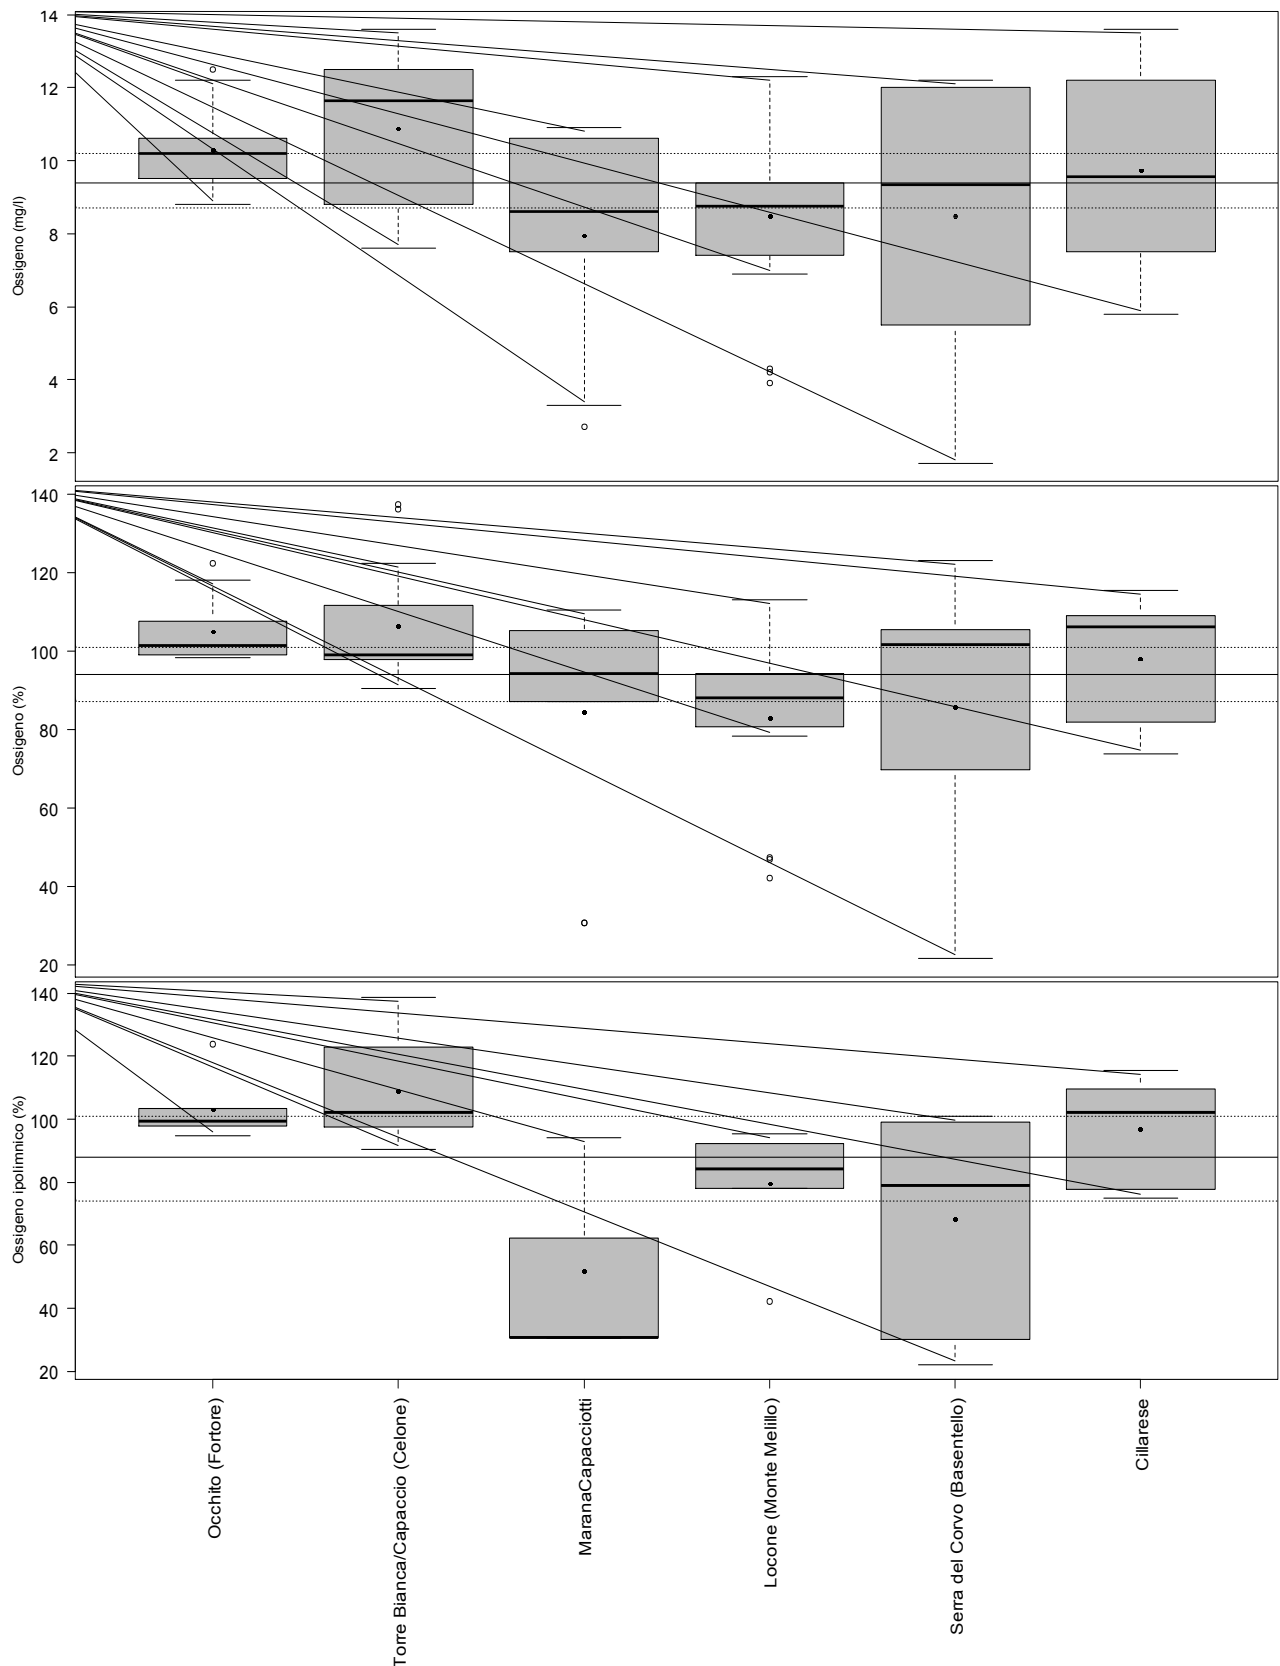 14
12
10
8
6
4
2
Ossigeno (mg/l)
140
120
100
80
60
40
20
Ossigeno (%)
140
120
100
80
60
40
20
Ossigeno ipolimnico (%)
Occhito (Fortore)
Torre Bianca/Capaccio (Celone)
MaranaCapacciotti
Locone (Monte Melillo)
Serra del Corvo (Basentello)
Cillarese